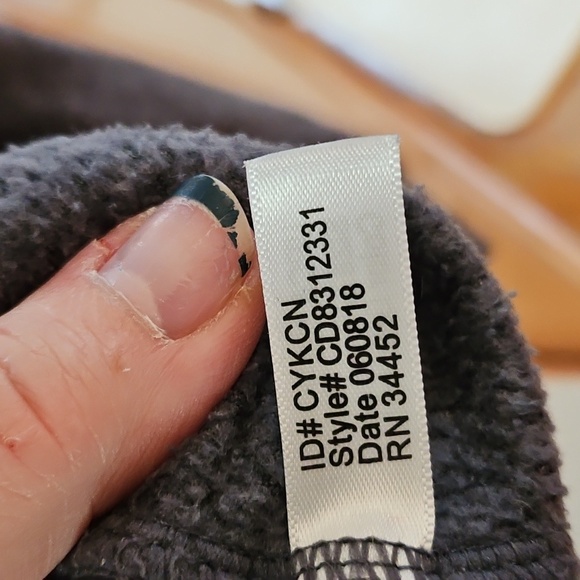 ID# CYKCN
Style# CD8312331
Date 060818
RN 34452